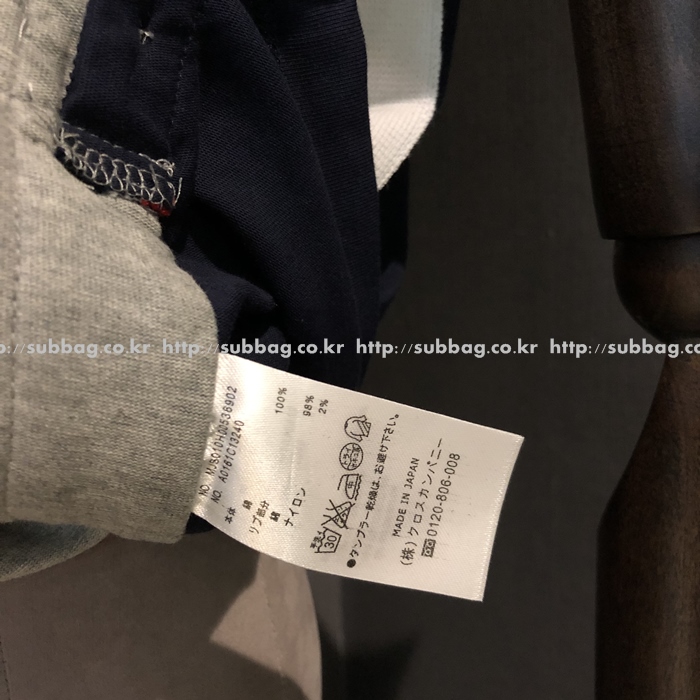 http://subbag.co.kr http://subbag.co.kr http://subbag.co.kr http://subbag.co.kr
NO. A0161C13240
本体
綿 100%
リブ部分
綿 98%
ナイロン 2%
30
●タンブラー乾燥は、お避け下さい。
MADE IN JAPAN
(株)クロスカンパニー
0120-806-008